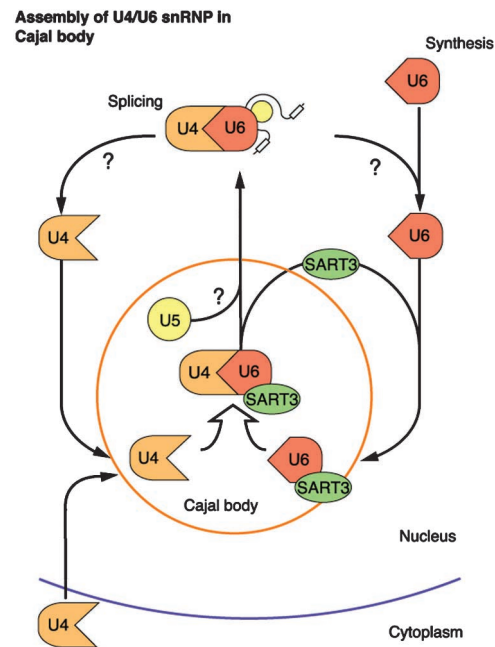 Assembly of U4/U6 snRNP in
Cajal body
Synthesis
U6
Splicing
U4 U6
?
?
U4
U6
SART3
?
U5
U4 U6
SART3
U4
U6
SART3
Cajal body
Nucleus
U4
Cytoplasm